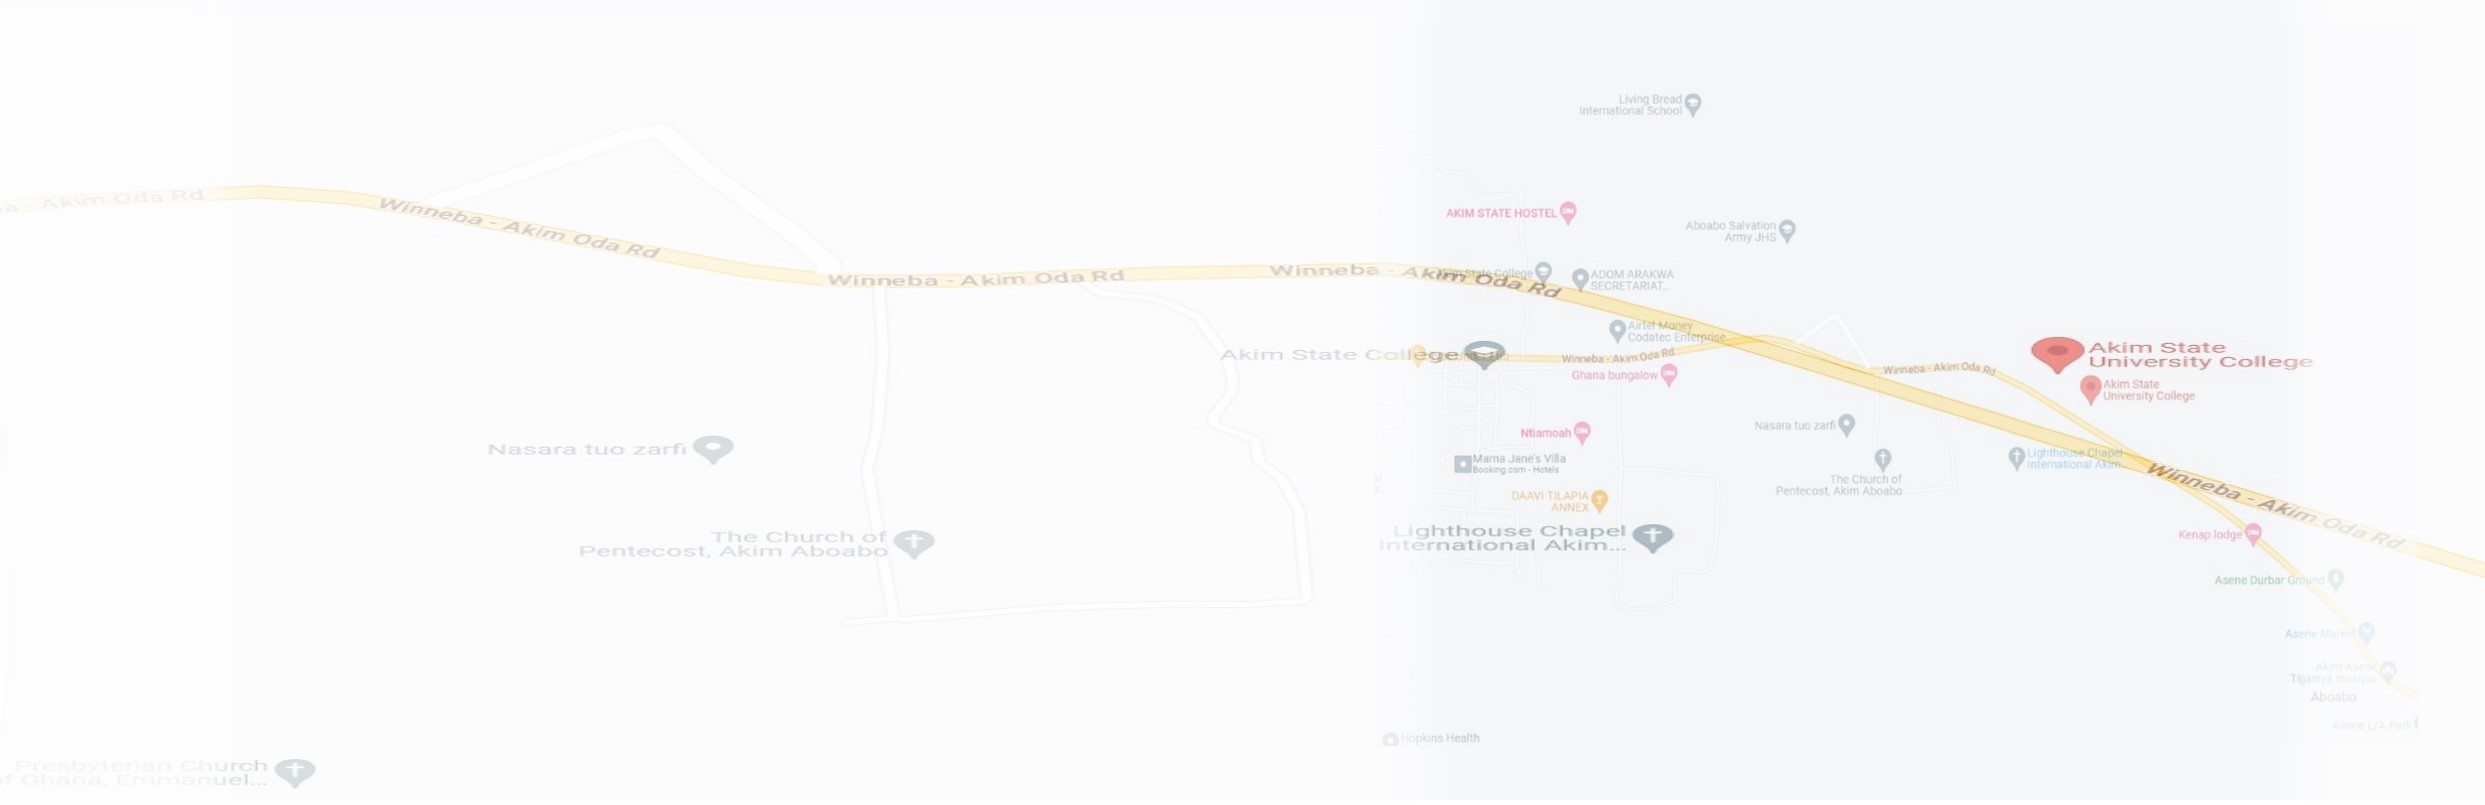 Living Bread
International School
a - Akim Oda Rd
Winneba - Akim Oda Rd
AKIM STATE HOSTEL
Aboabo Salvation
Army JHS
Winneba - Akim Oda Rd
Winneba - Akim Oda Rd
State College
ADOM ARAKWA
SECRETARIAT...
Airtel Money
Codatec Enterprise
Akim State College
Winneba - Akim Oda Rd
Ghana bungalow
Winneba - Akim Oda Rd
Akim State
University College
Akim State
University College
Nasara tuo zarfi
Ntiamoah
Nasara tuo zarfi
Mama Jane's Villa
Booking.com - Hotels
Lighthouse Chapel
International Akim...
The Church of
Pentecost, Akim Aboabo
Winneba - Akim Oda Rd
DAAVI TILAPIA
ANNEX
The Church of
Pentecost, Akim Aboabo
Lighthouse Chapel
International Akim...
Kenap lodge
Asene Durbar Ground
Asene Market
Akim Asene
Tijjaniya mosque
Aboabo
Asene L/A Park
Hopkins Health
Presbyterian Church
of Ghana, Emmanuel...